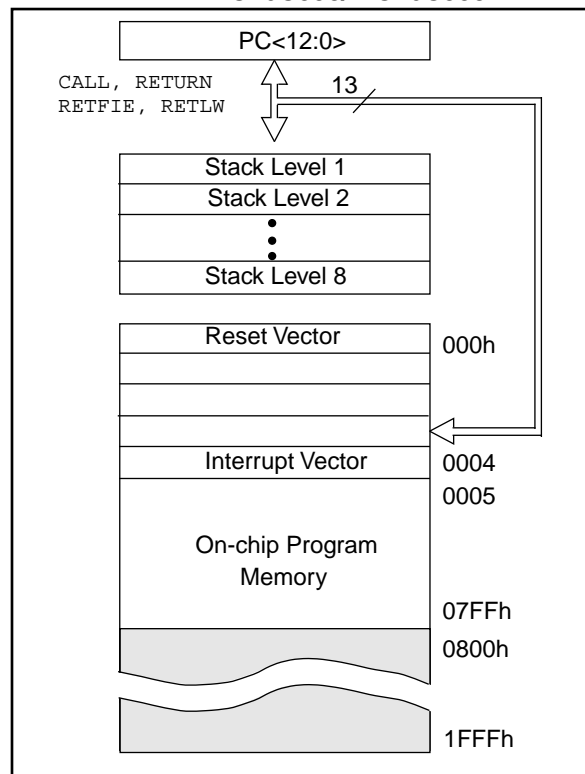 PC<12:0>
CALL, RETURN
RETFIE, RETLW
13
Stack Level 1
Stack Level 2
Stack Level 8
Reset Vector
000h
Interrupt Vector
0004
0005
On-chip Program
Memory
07FFh
0800h
1FFFh